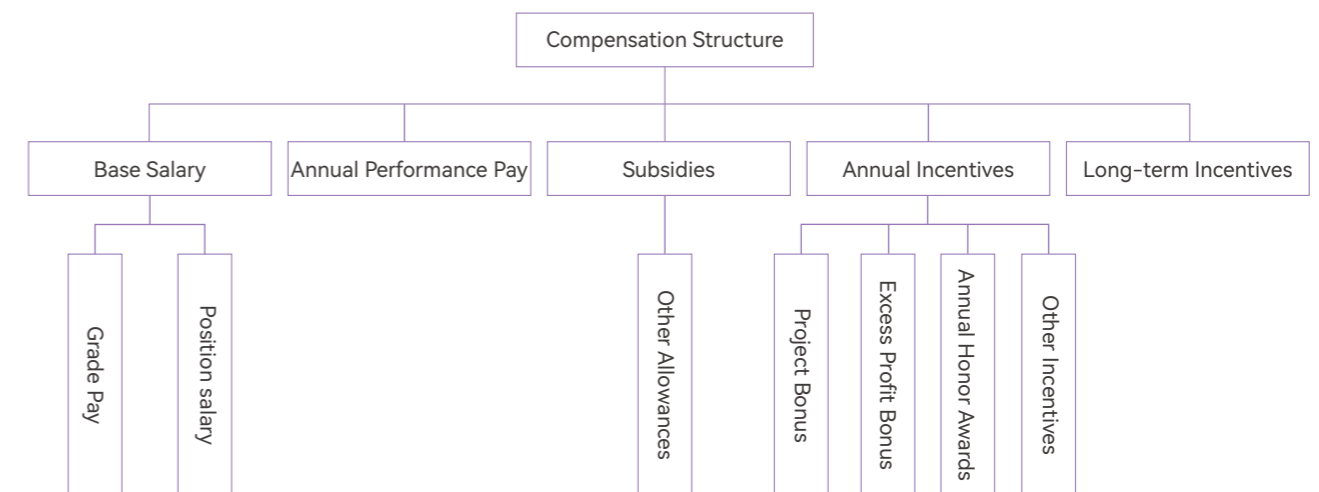 Compensation Structure
Base Salary
Annual Performance Pay
Subsidies
Annual Incentives
Long-term Incentives
Grade Pay
Position salary
Other Allowances
Project Bonus
Excess Profit Bonus
Annual Honor Awards
Other Incentives